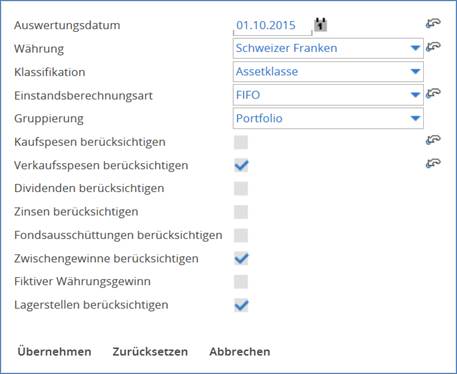 Auswertungsdatum 01.10.2015 1
Währung Schweizer Franken
Klassifikation Assetklasse
Einstandsberechnungsart FIFO
Gruppierung Portfolio
Kaufspesen berücksichtigen
Verkaufsspesen berücksichtigen
Dividenden berücksichtigen
Zinsen berücksichtigen
Fondsausschüttungen berücksichtigen
Zwischengewinne berücksichtigen
Fiktiver Währungsgewinn
Lagerstellen berücksichtigen
Übernehmen Zurücksetzen Abbrechen